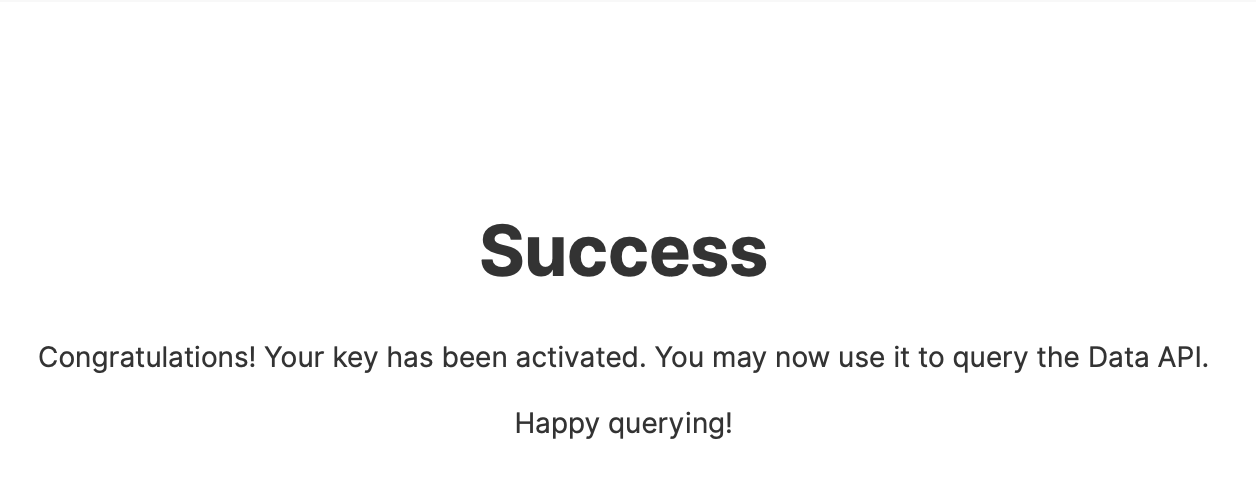 Success
Congratulations! Your key has been activated. You may now use it to query the Data API.
Happy querying!